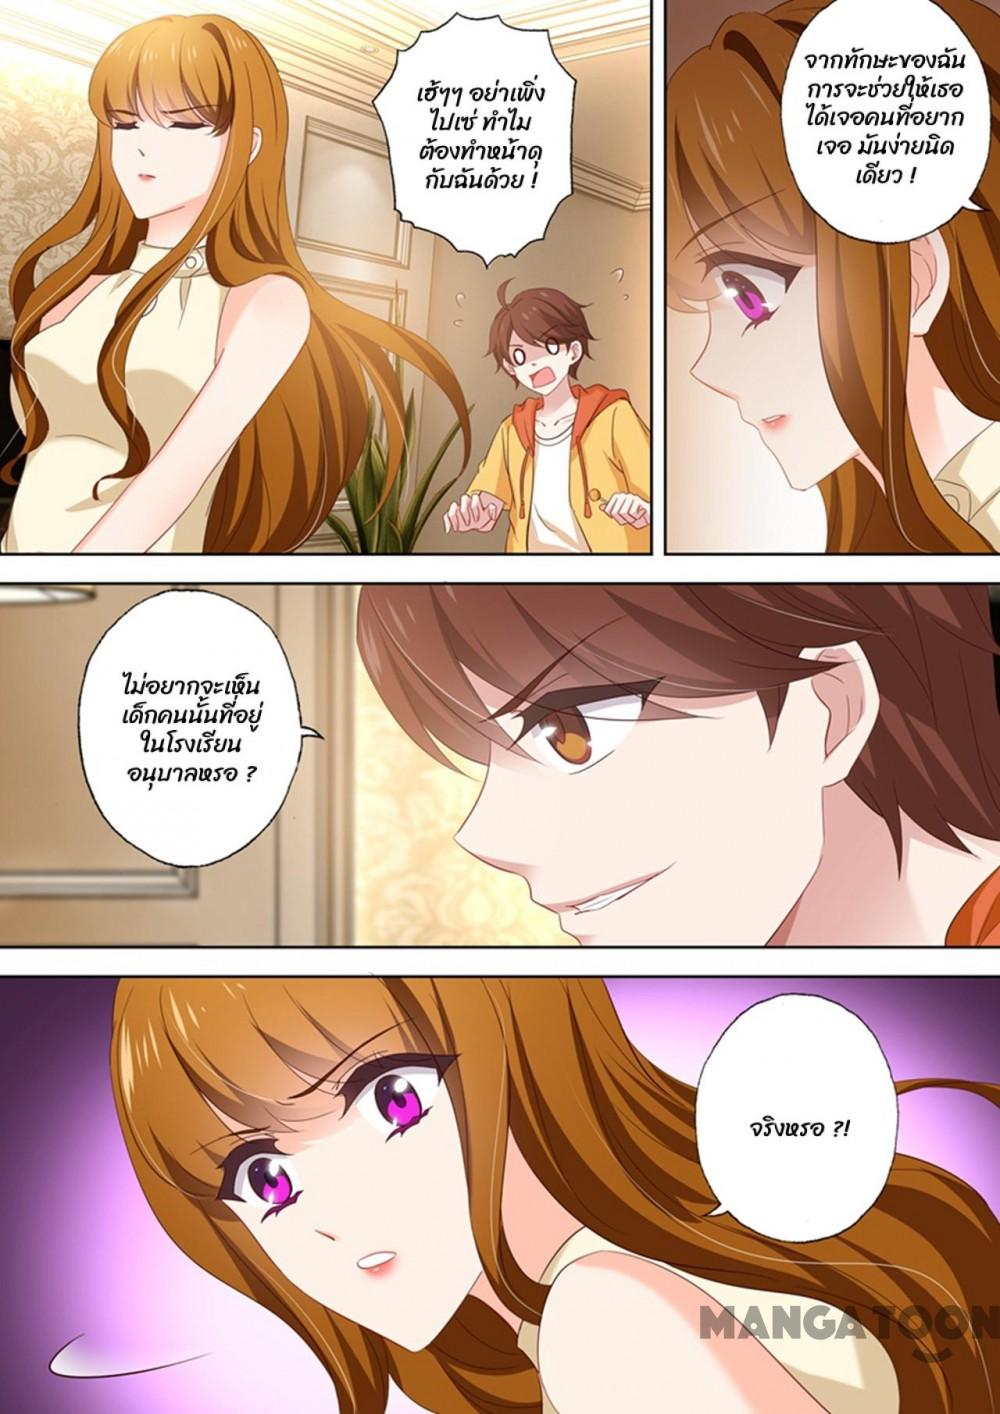 เฮ้ๆๆ อย่าเพิ่ง
ไปเซ่ ทำไม
ต้องทำหน้าดุ
กับฉันด้วย !
จากทักษะของฉัน
การจะช่วยให้เธอ
ได้เจอคนที่อยาก
เจอ มันง่ายนิด
เดียว !
ไม่อยากจะเห็น
เด็กคนนั้นที่อยู่
ในโรงเรียน
อนุบาลหรอ ?
จริงหรอ ?!
MANGATOON